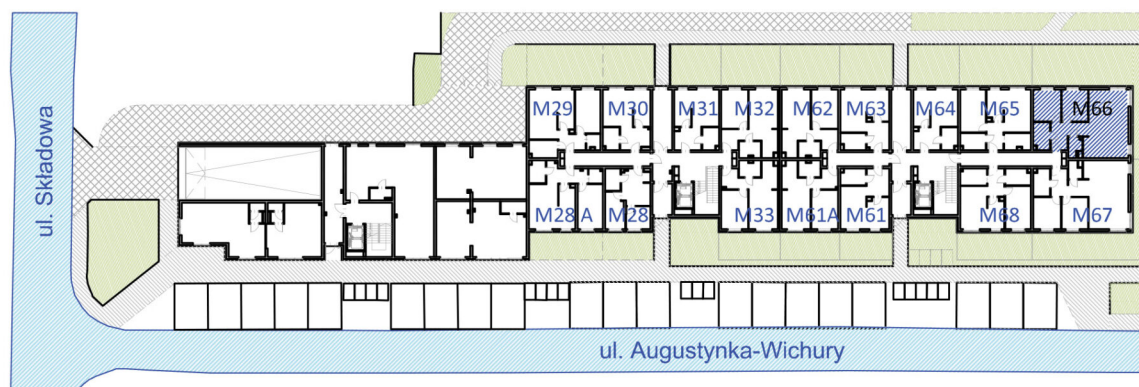 ul. Składowa
M29 M30 M31 M32 M62 M63 M64 M65 M66
M28 A M28 M33 M61A M61 M68 M67
ul. Augustynka-Wichury